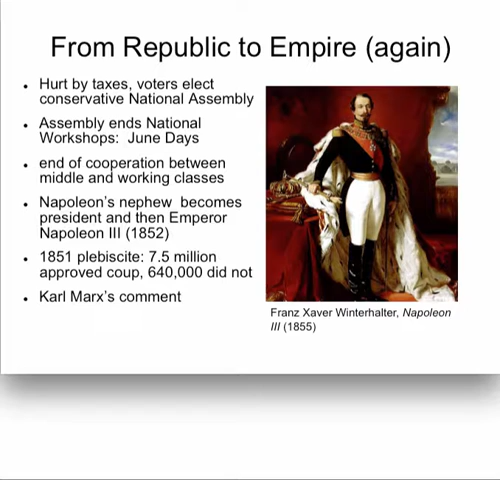 From Republic to Empire (again)
• Hurt by taxes, voters elect
conservative National Assembly
• Assembly ends National
Workshops: June Days
• end of cooperation between
middle and working classes
• Napoleon's nephew becomes
president and then Emperor
Napoleon III (1852)
• 1851 plebiscite: 7.5 million
approved coup, 640,000 did not
• Karl Marx's comment
Franz Xaver Winterhalter, Napoleon
III (1855)